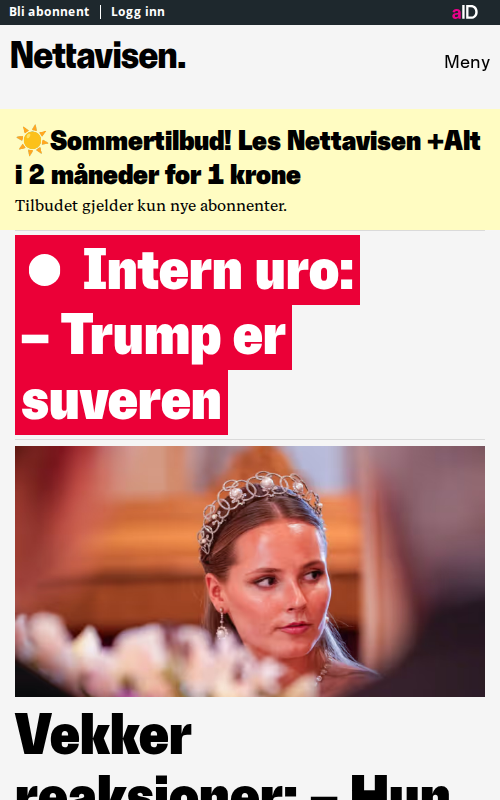 Bli abonnent | Logg inn
aID
Nettavisen.
Meny
☀️Sommertilbud! Les Nettavisen +Alt
i 2 måneder for 1 krone
Tilbudet gjelder kun nye abonnenter.
● Intern uro:
– Trump er
suveren
Vekker
reaksjoner: – Hun